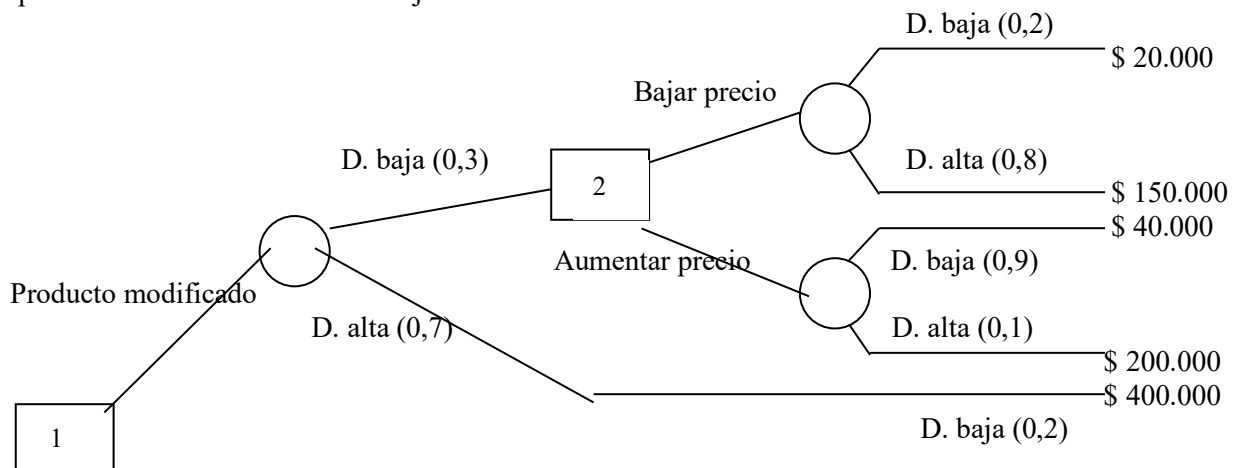 D. baja (0,2)
$ 20.000
Bajar precio
D. baja (0,3)
D. alta (0,8)
2
$ 150.000
$ 40.000
Aumentar precio
D. baja (0,9)
Producto modificado
D. alta (0,7)
D. alta (0,1)
$ 200.000
$ 400.000
D. baja (0,2)
1